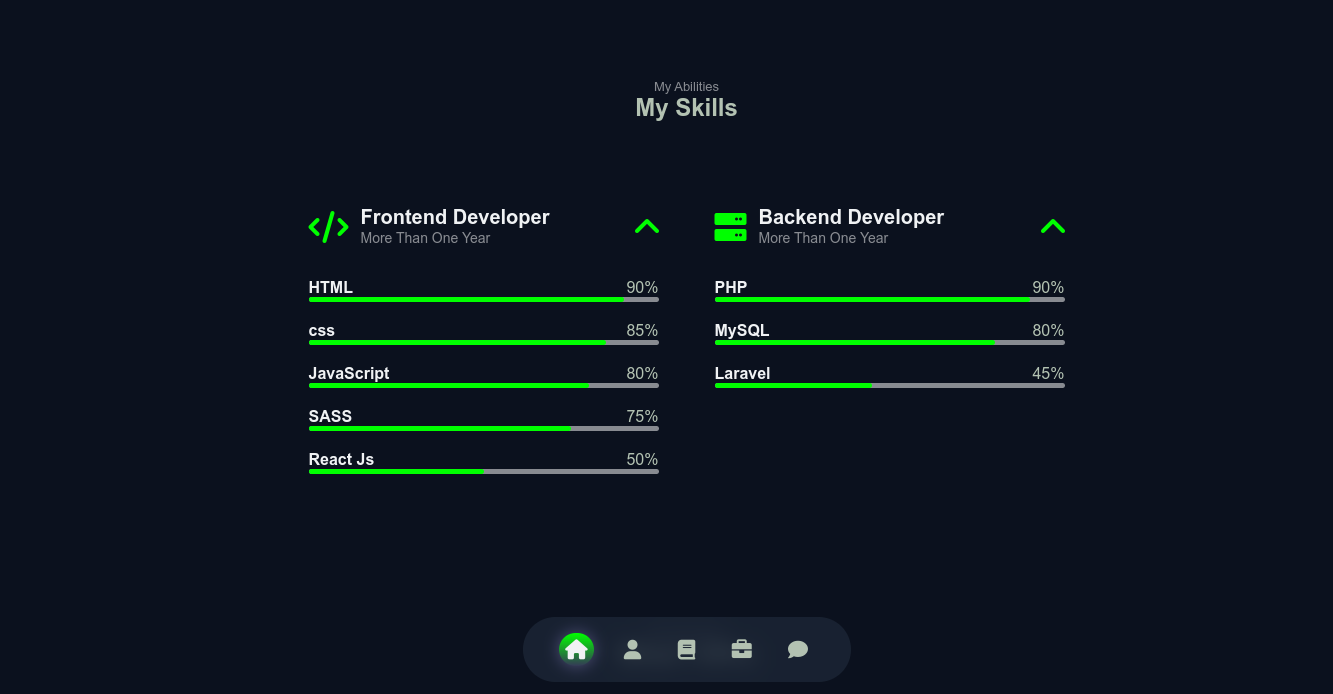 My Abilities
My Skills
Frontend Developer
More Than One Year
HTML 90%
css 85%
JavaScript 80%
SASS 75%
React Js 50%
Backend Developer
More Than One Year
PHP 90%
MySQL 80%
Laravel 45%